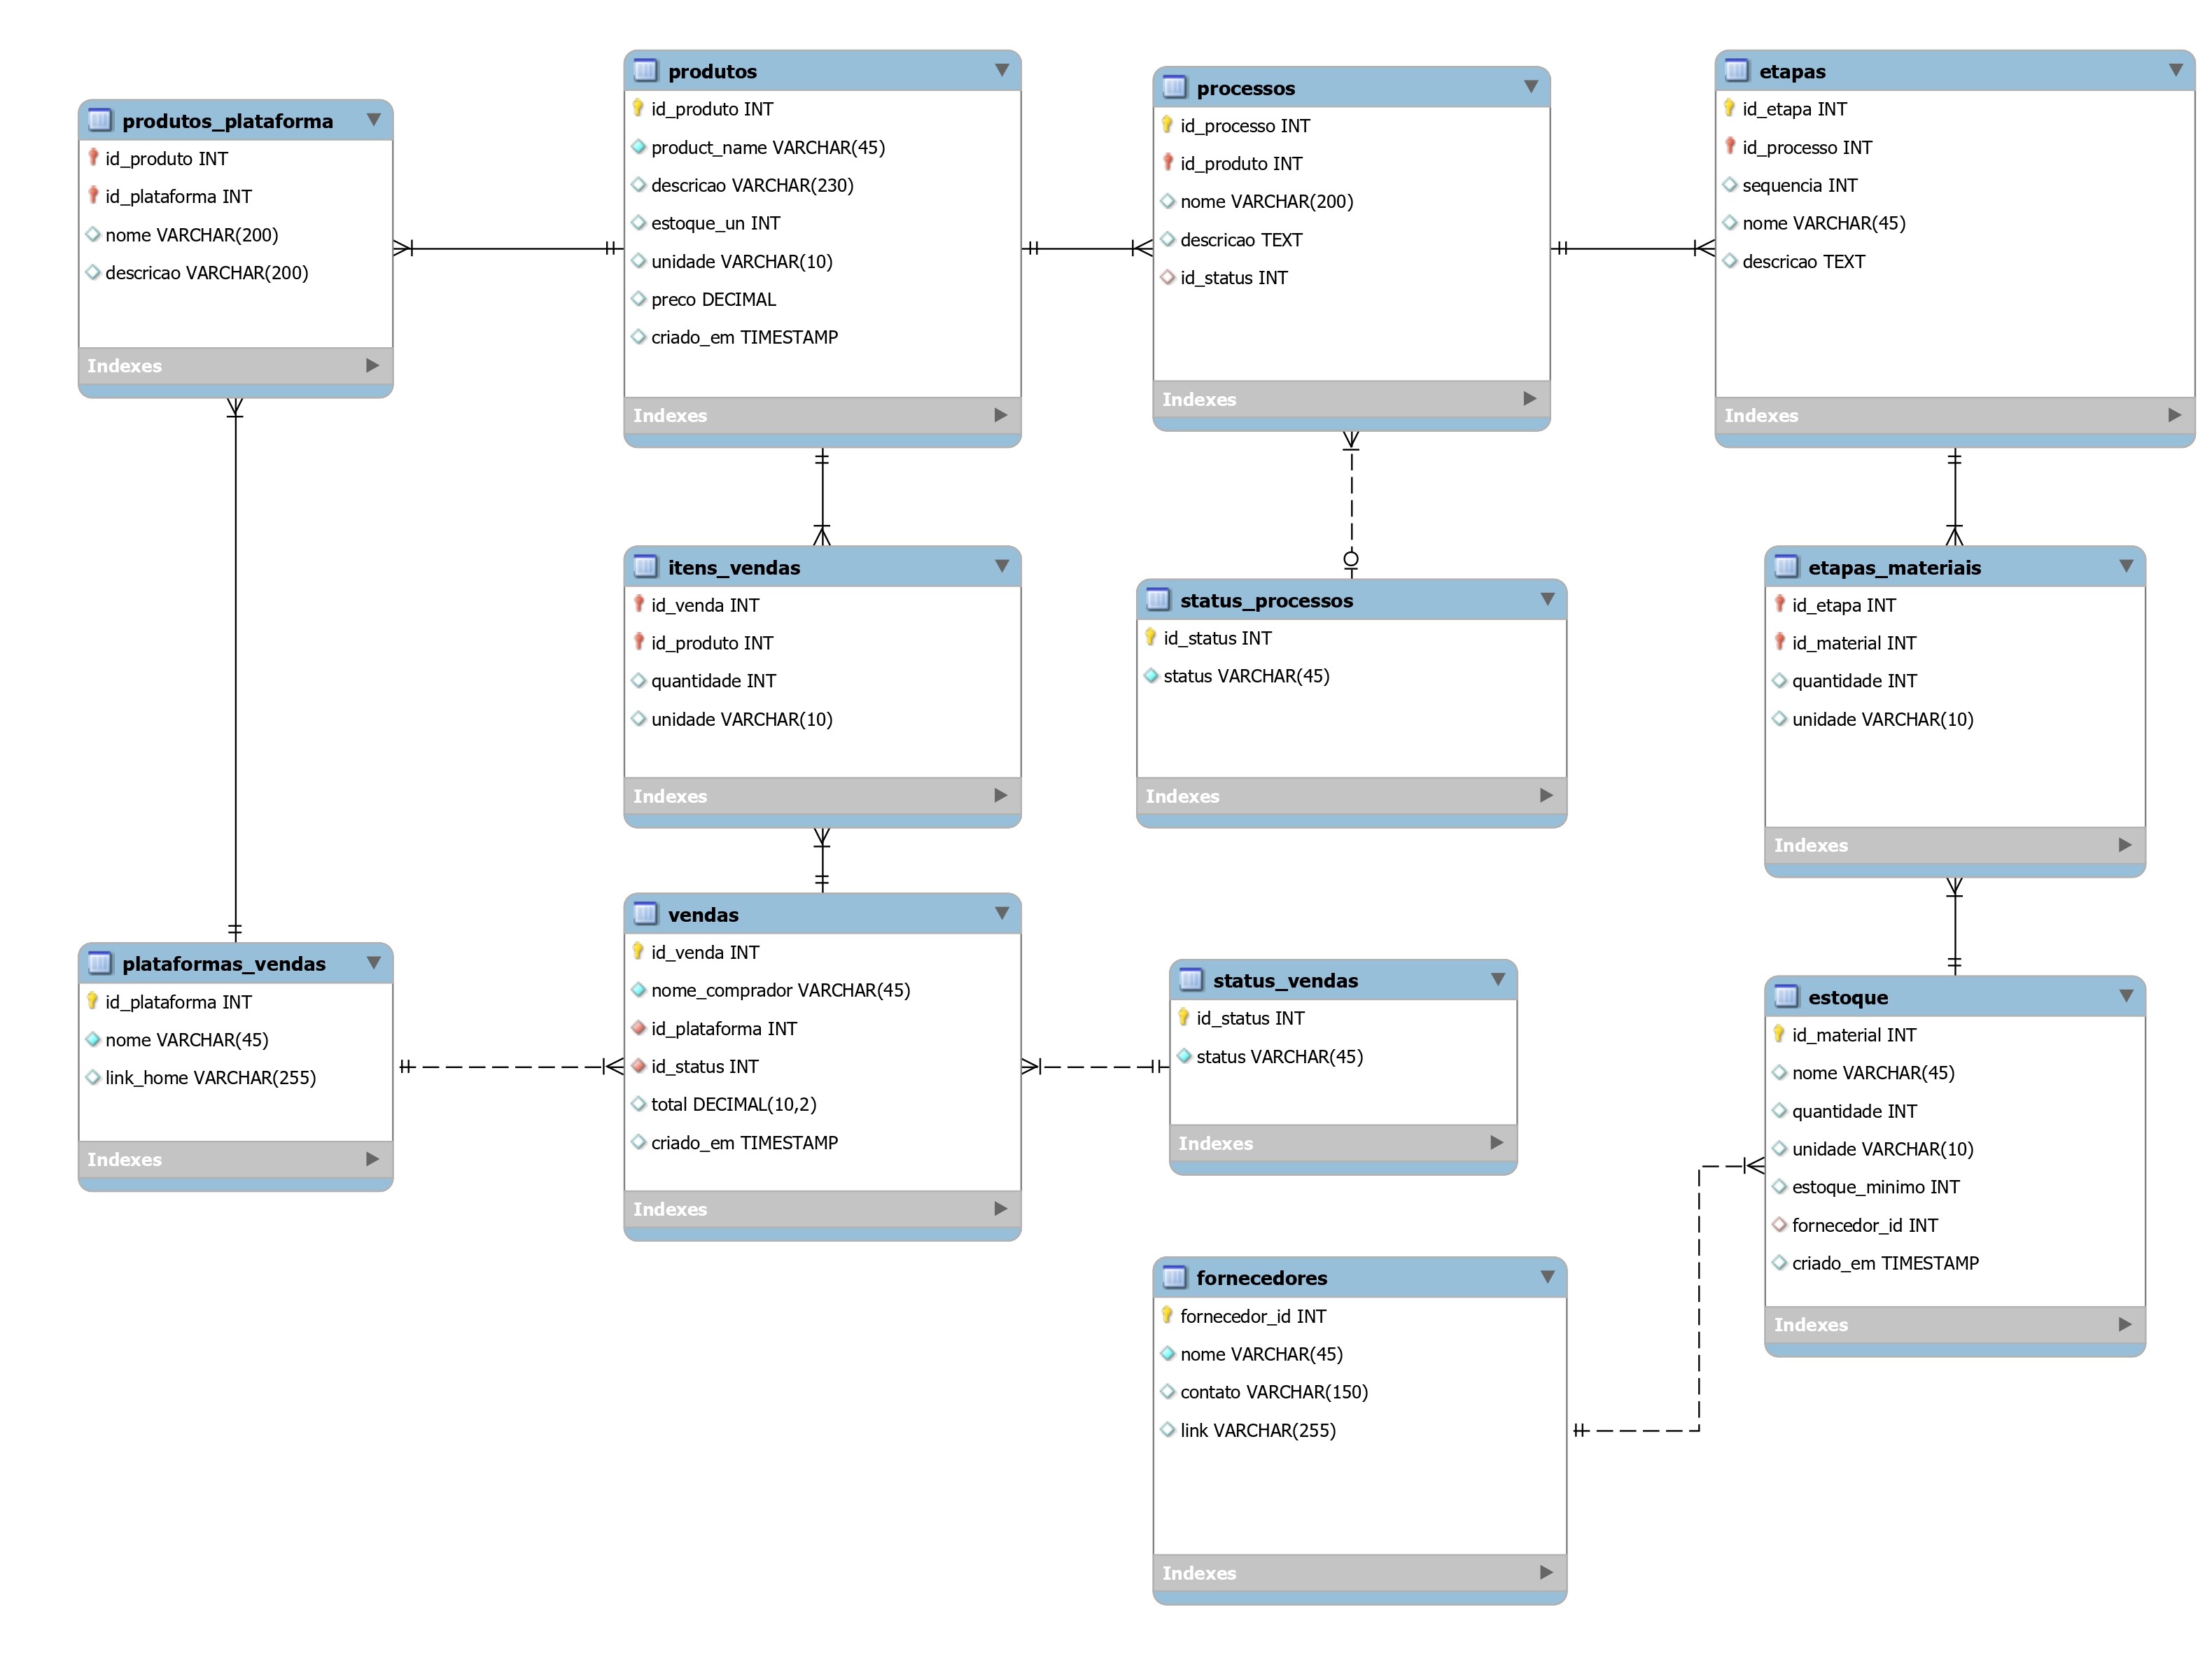 produtos_plataforma
id_produto INT
id_plataforma INT
nome VARCHAR(200)
descricao VARCHAR(200)
Indexes
produtos
id_produto INT
product_name VARCHAR(45)
descricao VARCHAR(230)
estoque_un INT
unidade VARCHAR(10)
preco DECIMAL
criado_em TIMESTAMP
Indexes
processos
id_processo INT
id_produto INT
nome VARCHAR(200)
descricao TEXT
id_status INT
Indexes
etapas
id_etapa INT
id_processo INT
sequencia INT
nome VARCHAR(45)
descricao TEXT
Indexes
itens_vendas
id_venda INT
id_produto INT
quantidade INT
unidade VARCHAR(10)
Indexes
status_processos
id_status INT
status VARCHAR(45)
Indexes
etapas_materiais
id_etapa INT
id_material INT
quantidade INT
unidade VARCHAR(10)
Indexes
plataformas_vendas
id_plataforma INT
nome VARCHAR(45)
link_home VARCHAR(255)
Indexes
vendas
id_venda INT
nome_comprador VARCHAR(45)
id_plataforma INT
id_status INT
total DECIMAL(10,2)
criado_em TIMESTAMP
Indexes
status_vendas
id_status INT
status VARCHAR(45)
Indexes
estoque
id_material INT
nome VARCHAR(45)
quantidade INT
unidade VARCHAR(10)
estoque_minimo INT
fornecedor_id INT
criado_em TIMESTAMP
Indexes
fornecedores
fornecedor_id INT
nome VARCHAR(45)
contato VARCHAR(150)
link VARCHAR(255)
Indexes